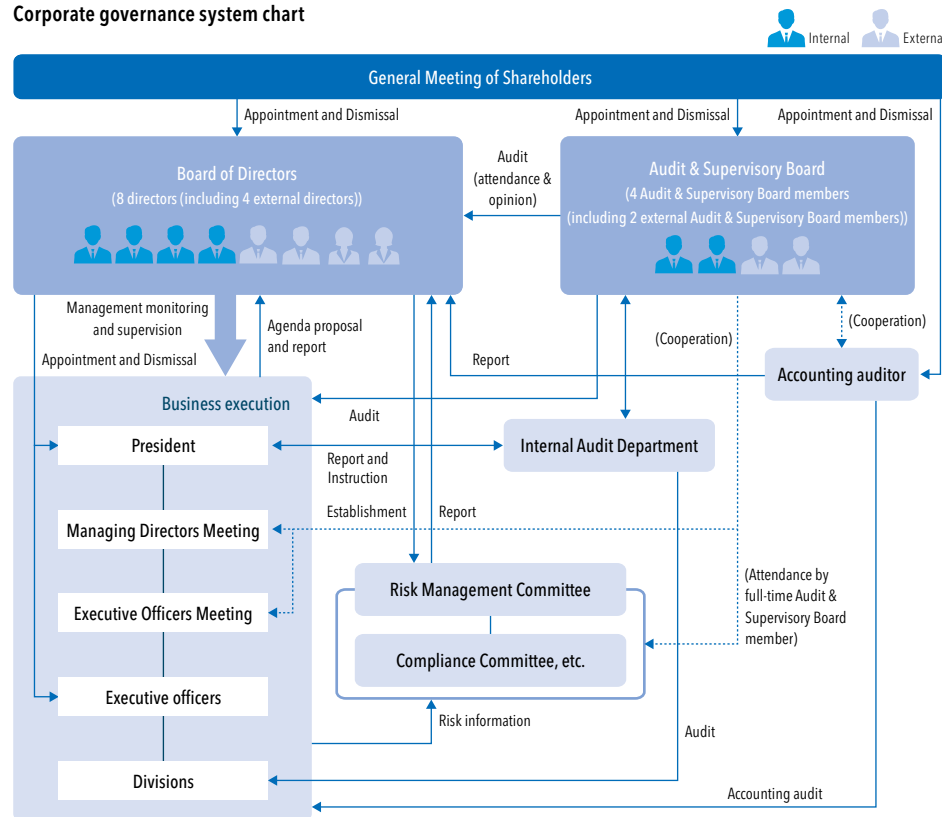 Corporate governance system chart
Internal
Externa
General Meeting of Shareholders
Appointment and Dismissal
Appointment and Dismissal
Appointment and Dismissal
Board of Directors
(8 directors (including 4 external directors))
Audit
(attendance &
opinion)
Audit & Supervisory Board
(4 Audit & Supervisory Board members
(including 2 external Audit & Supervisory Board members))
Management monitoring
and supervision
Agenda proposal
and report
Appointment and Dismissal
(Cooperation)
(Cooperation)
Report
Accounting auditor
Business execution
Audit
President
Report and
Instruction
Internal Audit Department
Establishment
Report
Managing Directors Meeting
Risk Management Committee
(Attendance by
full-time Audit &
Supervisory Board
member)
Executive Officers Meeting
Compliance Committee, etc.
Executive officers
Risk information
Audit
Divisions
Accounting audit